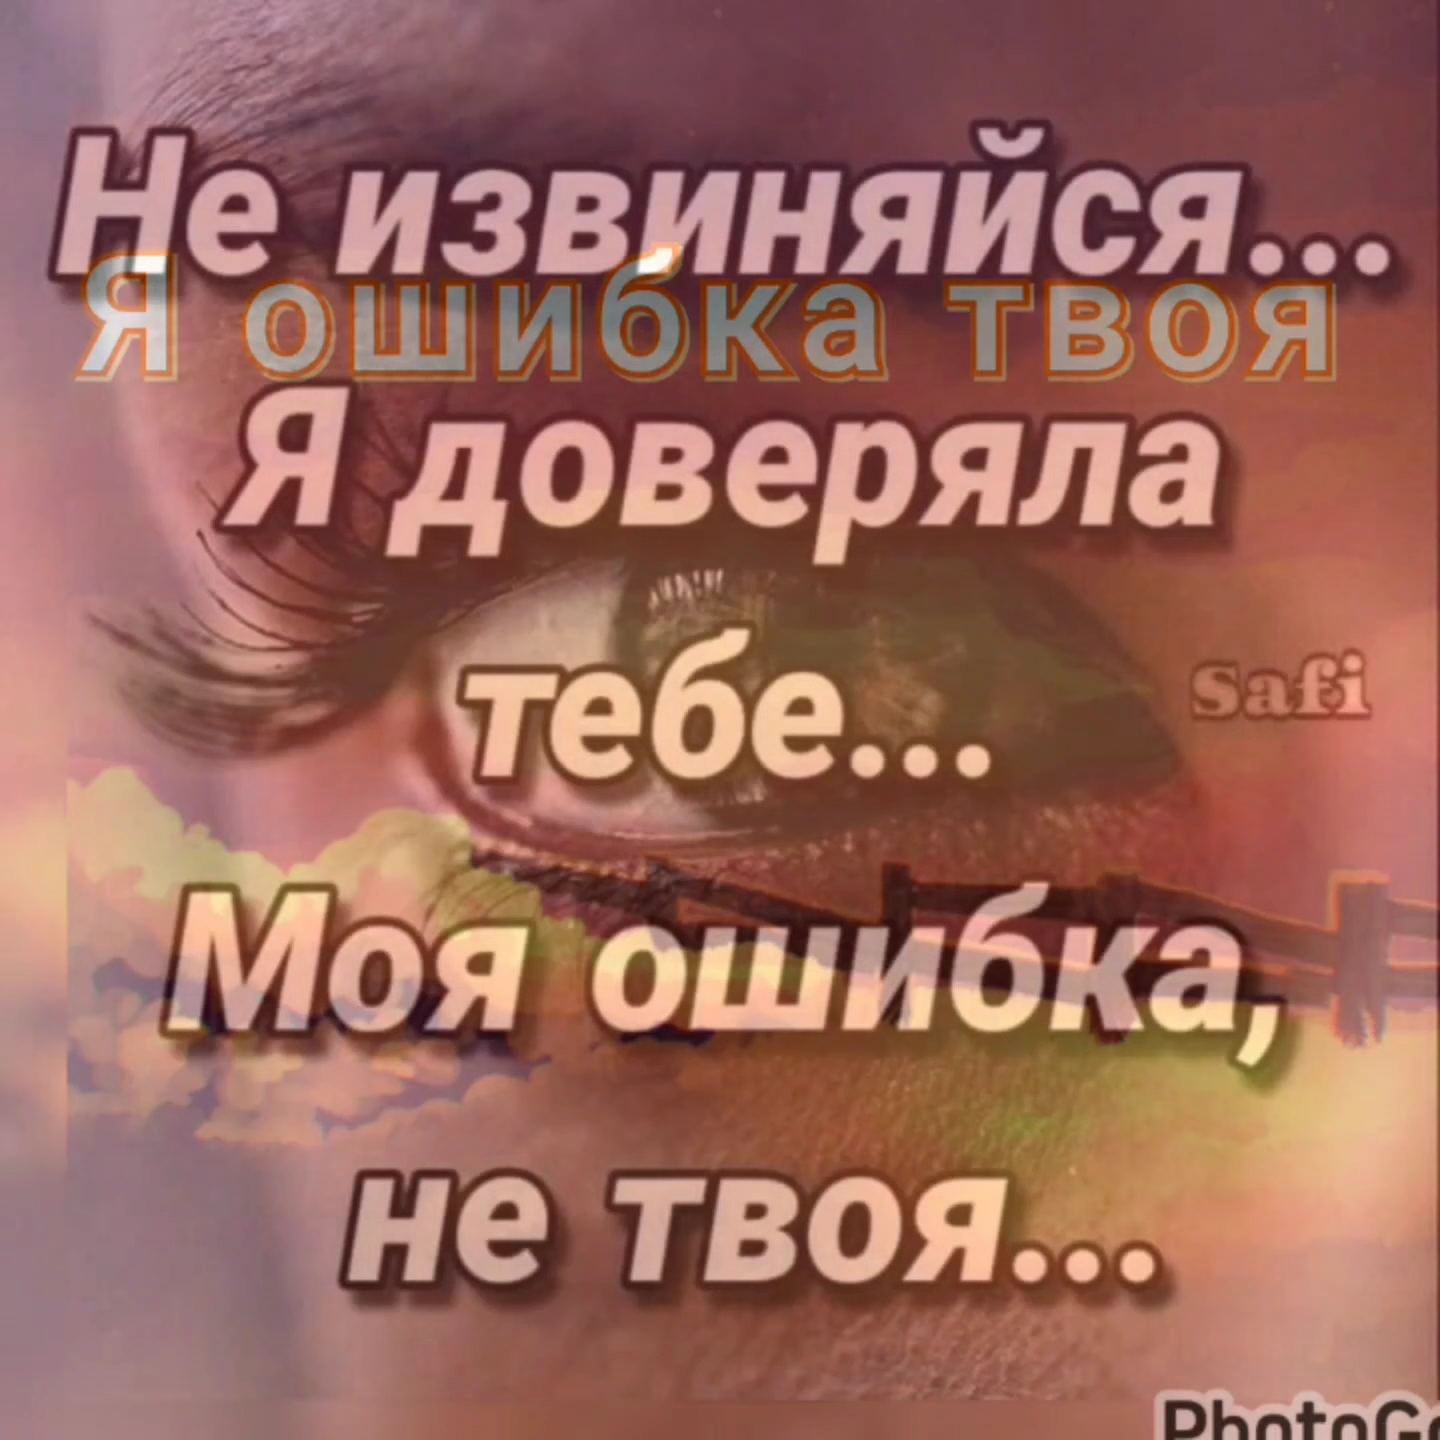 Не извиняйся...
Я ошибка твоя
Я доверяла
тебе...
Safi
Моя ошибка,
не твоя...